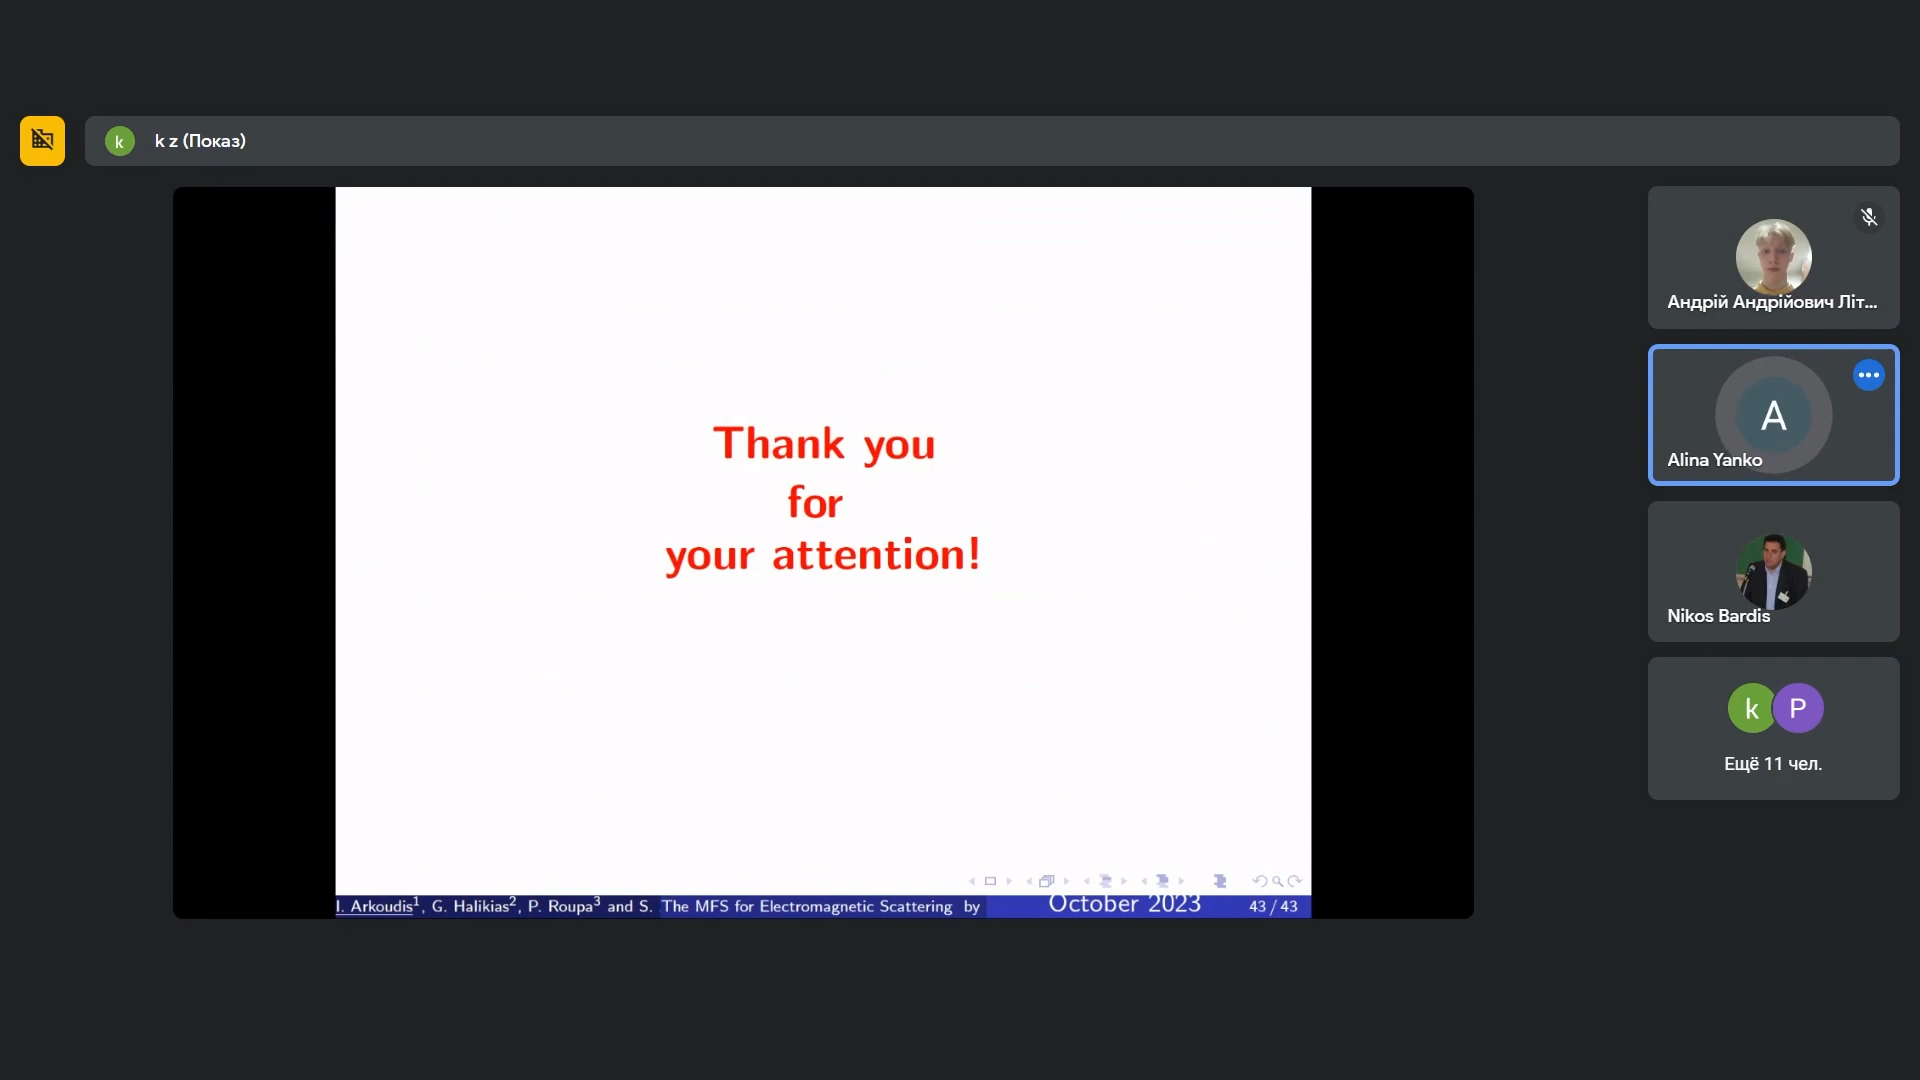 k
k z (Показ)
Thank you
for
your attention!
I. Arkoudis¹, G. Halikias², P. Roupa³ and S.
The MFS for Electromagnetic Scattering by
October 2023
43 / 43
Андрій Андрійович Літ...
A
Alina Yanko
Nikos Bardis
k
P
Ещё 11 чел.